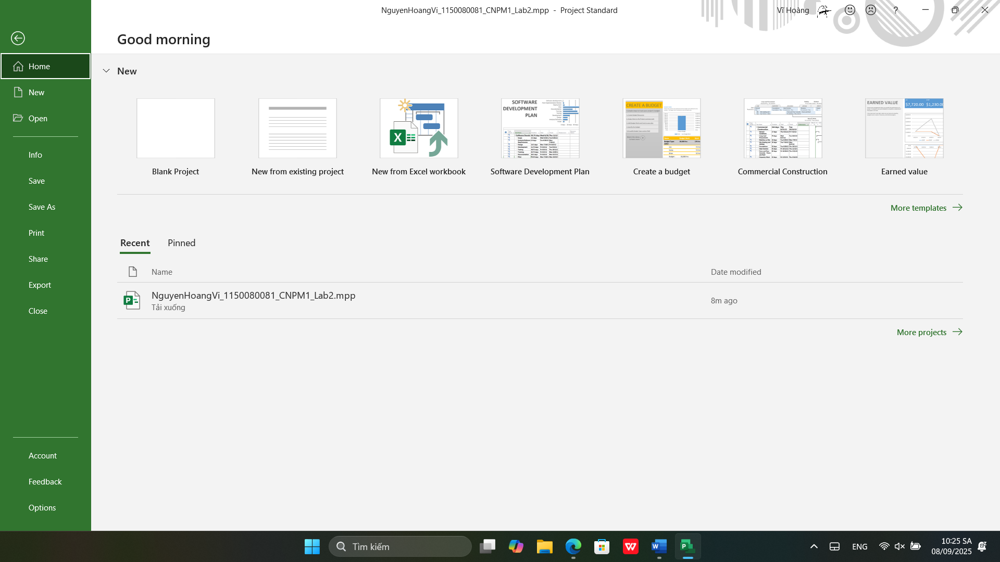 NguyenHoangVi_1150080081_CNPM1_Lab2.mpp - Project Standard
Vĩ Hoàng
?
Good morning
Home
New
Open
Info
Save
Save As
Print
Share
Export
Close
Account
Feedback
Options
New
Blank Project
New from existing project
New from Excel workbook
SOFTWARE
DEVELOPMENT
PLAN
Software Development Plan
CREATE A BUDGET
Create a budget
Commercial Construction
EARNED VALUE
$7,720.00 $1,230.00
Earned value
More templates
Recent
Pinned
Name
Date modified
NguyenHoangVi_1150080081_CNPM1_Lab2.mpp
Tải xuống
8m ago
More projects
Tìm kiếm
ENG
10:25 SA
08/09/2025